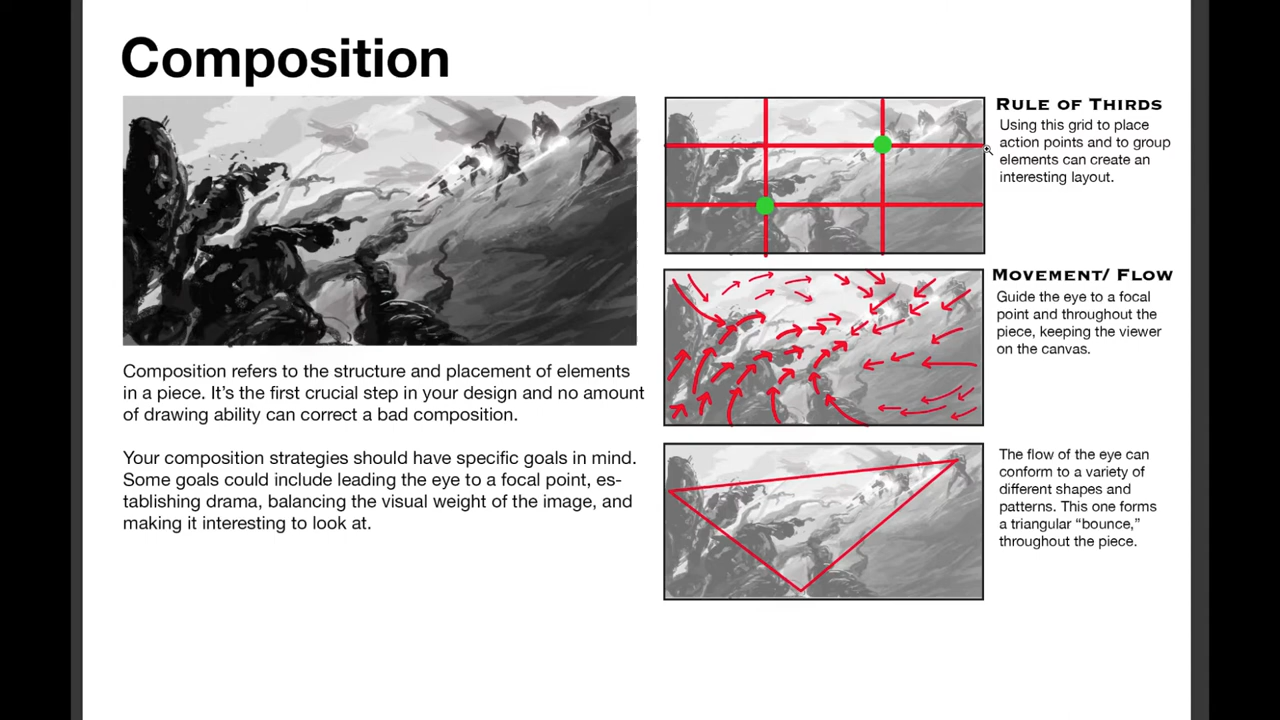 Composition
Composition refers to the structure and placement of elements
in a piece. It’s the first crucial step in your design and no amount
of drawing ability can correct a bad composition.
Your composition strategies should have specific goals in mind.
Some goals could include leading the eye to a focal point, es-
tablishing drama, balancing the visual weight of the image, and
making it interesting to look at.
RULE OF THIRDS
Using this grid to place
action points and to group
elements can create an
interesting layout.
MOVEMENT/ FLOW
Guide the eye to a focal
point and throughout the
piece, keeping the viewer
on the canvas.
The flow of the eye can
conform to a variety of
different shapes and
patterns. This one forms
a triangular “bounce,”
throughout the piece.